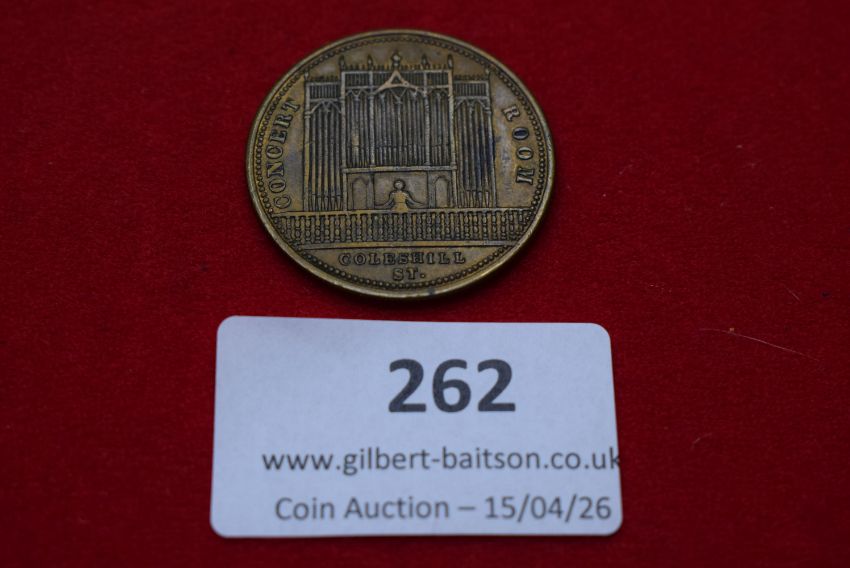 CONCERT ROOM
COLESHILL
ST.
262
www.gilbert-baitson.co.uk
Coin Auction – 15/04/26